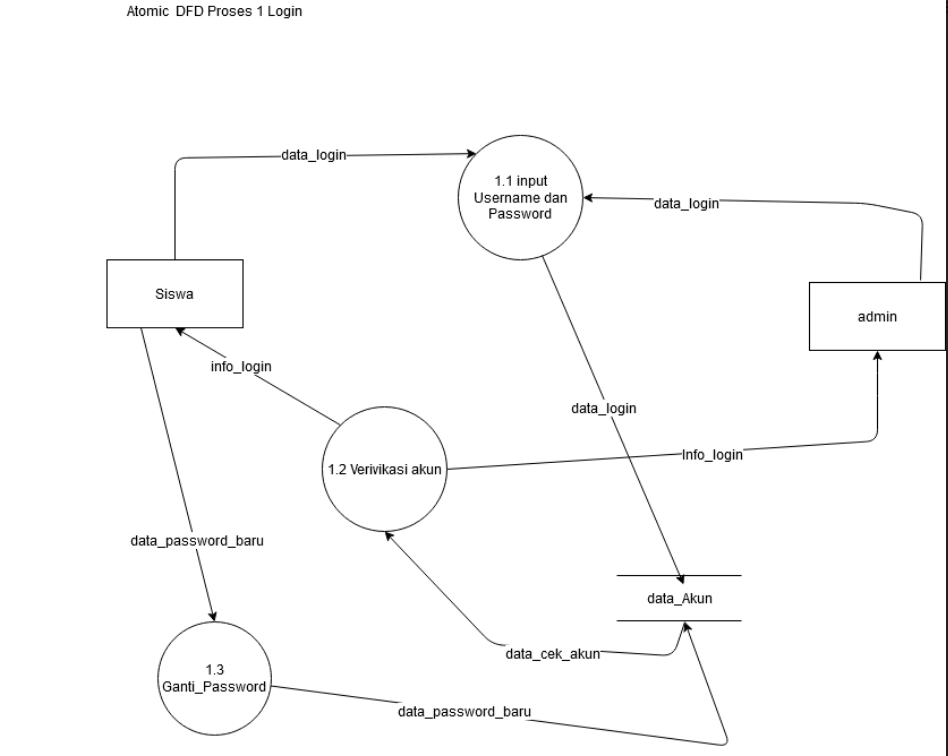 Atomic DFD Proses 1 Login
data_login
1.1 input
Username dan
Password
data_login
Siswa
admin
info_login
data_login
Info_login
1.2 Verivikasi akun
data_password_baru
data_Akun
data_cek_akun
1.3
Ganti_Password
data_password_baru